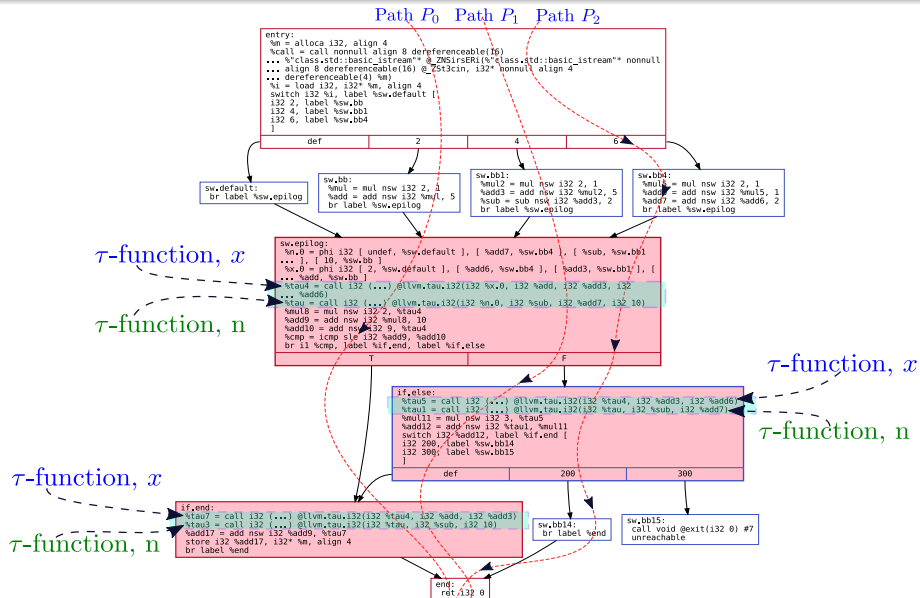 Path P0 Path P1 Path P2
entry:
%m = alloca i32, align 4
%call = call nonnull align 8 dereferenceable(16)
... %"class.std::basic_istream"* @_ZNSirsERi(%"class.std::basic_istream"* nonnull
... align 8 dereferenceable(16) @_ZSt3cin, i32* nonnull align 4
... dereferenceable(4) %m)
%i = load i32, i32* %m, align 4
switch i32 %i, label %sw.default [
i32 2, label %sw.bb
i32 4, label %sw.bb1
i32 6, label %sw.bb4
]
def 2 4 6
sw.default:
br label %sw.epilog
sw.bb:
%mul = mul nsw i32 2, 1
%add = add nsw i32 %mul, 5
br label %sw.epilog
sw.bb1:
%mul2 = mul nsw i32 2, 1
%add3 = add nsw i32 %mul2, 5
%sub = sub nsw i32 %add3, 2
br label %sw.epilog
sw.bb4:
%mul5 = mul nsw i32 2, 1
%add6 = add nsw i32 %mul5, 1
%add7 = add nsw i32 %add6, 2
br label %sw.epilog
sw.epilog:
%n.0 = phi i32 [ undef, %sw.default ], [ %add7, %sw.bb4 ], [ %sub, %sw.bb1
... ], [ 10, %sw.bb ]
%x.0 = phi i32 [ 2, %sw.default ], [ %add6, %sw.bb4 ], [ %add3, %sw.bb1 ], [
... %add, %sw.bb ]
%tau4 = call i32 (...) @llvm.tau.i32(i32 %x.0, i32 %add, i32 %add3, i32
... %add6)
%tau = call i32 (...) @llvm.tau.i32(i32 %n.0, i32 %sub, i32 %add7, i32 10)
%mul8 = mul nsw i32 2, %tau4
%add9 = add nsw i32 %mul8, 10
%add10 = add nsw i32 9, %tau4
%cmp = icmp sle i32 %add9, %add10
br i1 %cmp, label %if.end, label %if.else
T F
τ-function, x
τ-function, n
if.else:
%tau5 = call i32 (...) @llvm.tau.i32(i32 %tau4, i32 %add3, i32 %add6)
%tau1 = call i32 (...) @llvm.tau.i32(i32 %tau, i32 %sub, i32 %add7)
%mul11 = mul nsw i32 3, %tau5
%add12 = add nsw i32 %tau1, %mul11
switch i32 %add12, label %if.end [
i32 200, label %sw.bb14
i32 300, label %sw.bb15
]
def 200 300
τ-function, x
τ-function, n
τ-function, x
τ-function, n
if.end:
%tau7 = call i32 (...) @llvm.tau.i32(i32 %tau4, i32 %add, i32 %add3)
%tau3 = call i32 (...) @llvm.tau.i32(i32 %tau, i32 %sub, i32 10)
%add17 = add nsw i32 %add9, %tau7
store i32 %add17, i32* %m, align 4
br label %end
sw.bb14:
br label %end
sw.bb15:
call void @exit(i32 0) #7
unreachable
end:
ret i32 0